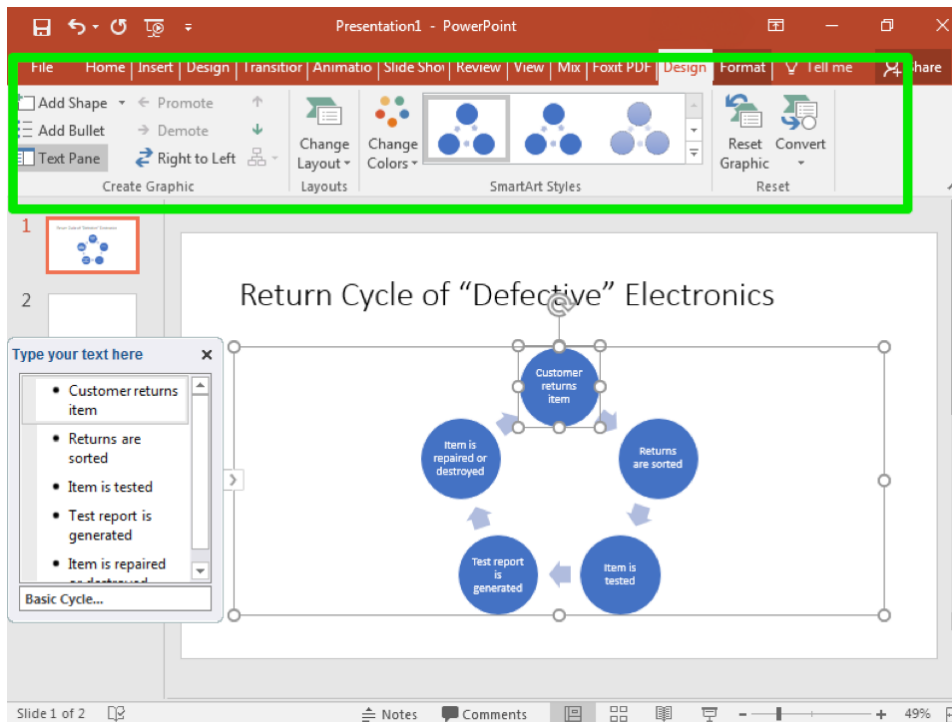 Presentation1 - PowerPoint
File Home Insert Design Transitior Animatio Slide Shov Review View Mix Foxit PDF Design Format Tell me Share
Add Shape Promote
Add Bullet Demote
Text Pane Right to Left
Change Layout
Change Colors
Reset Graphic
Convert
Create Graphic Layouts SmartArt Styles Reset
1
2
Return Cycle of “Defective” Electronics
Type your text here
Customer returns
item
Returns are
sorted
Item is tested
Test report is
generated
Item is repaired
or destroyed
Basic Cycle...
Customer
returns
item
Returns
are sorted
Item is
tested
Test report
is
generated
Item is
repaired or
destroyed
Slide 1 of 2 Notes Comments 49%